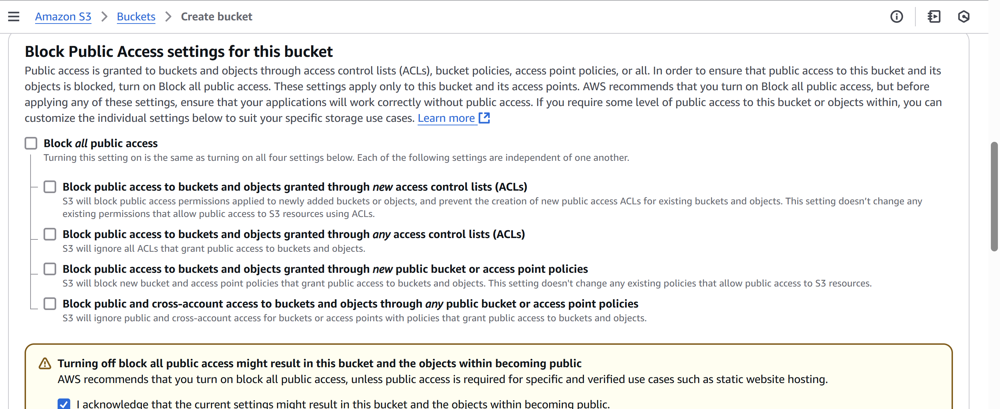 Amazon S3 > Buckets > Create bucket
Block Public Access settings for this bucket
Public access is granted to buckets and objects through access control lists (ACLs), bucket policies, access point policies, or all. In order to ensure that public access to this bucket and its
objects is blocked, turn on Block all public access. These settings apply only to this bucket and its access points. AWS recommends that you turn on Block all public access, but before
applying any of these settings, ensure that your applications will work correctly without public access. If you require some level of public access to this bucket or objects within, you can
customize the individual settings below to suit your specific storage use cases. Learn more
Block all public access
Turning this setting on is the same as turning on all four settings below. Each of the following settings are independent of one another.
Block public access to buckets and objects granted through new access control lists (ACLs)
S3 will block public access permissions applied to newly added buckets or objects, and prevent the creation of new public access ACLs for existing buckets and objects. This setting doesn’t change any
existing permissions that allow public access to S3 resources using ACLs.
Block public access to buckets and objects granted through any access control lists (ACLs)
S3 will ignore all ACLs that grant public access to buckets and objects.
Block public access to buckets and objects granted through new public bucket or access point policies
S3 will block new bucket and access point policies that grant public access to buckets and objects. This setting doesn't change any existing policies that allow public access to S3 resources.
Block public and cross-account access to buckets and objects through any public bucket or access point policies
S3 will ignore public and cross-account access for buckets or access points with policies that grant public access to buckets and objects.
Turning off block all public access might result in this bucket and the objects within becoming public
AWS recommends that you turn on block all public access, unless public access is required for specific and verified use cases such as static website hosting.
I acknowledge that the current settings might result in this bucket and the objects within becoming public.